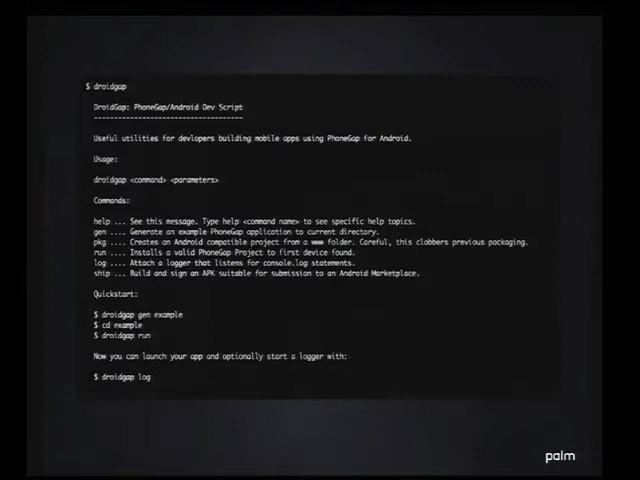 $ droidgap
DroidGap: PhoneGap/Android Dev Script
-------------------------------------
Useful utilities for devlopers building mobile apps using PhoneGap for Android.
Usage:
droidgap <command> <parameters>
Commands:
help ... See this message. Type help <command name> to see specific help topics.
gen .... Generate an example PhoneGap application to current directory.
pkg .... Creates an Android compatible project from a www folder. Careful, this clobbers previous packaging.
run .... Installs a valid PhoneGap Project to first device found.
log .... Attach a logger that listens for console.log statements.
ship ... Build and sign an APK suitable for submission to an Android Marketplace.
Quickstart:
$ droidgap gen example
$ cd example
$ droidgap run
Now you can launch your app and optionally start a logger with:
$ droidgap log
palm